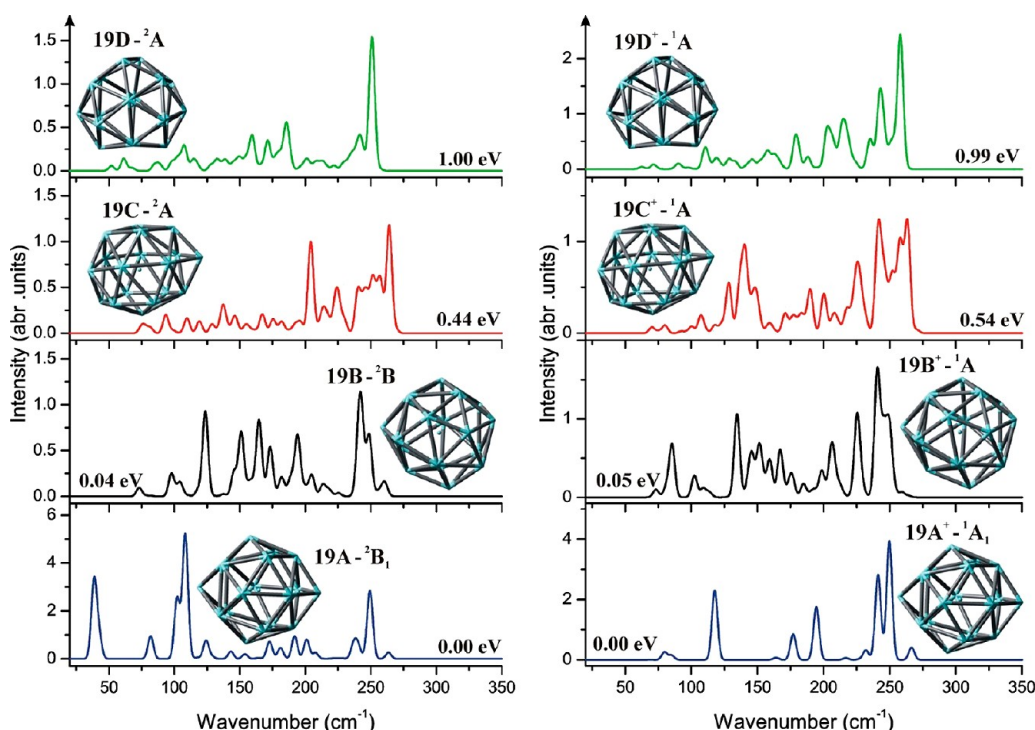 19D - ²A
1.5
1.0
0.5
0.0
1.00 eV
19C - ²A
1.0
0.5
0.0
0.44 eV
19B - ²B
1.0
0.5
0.0
0.04 eV
19A - ²B₁
6
4
2
0
0.00 eV
50 100 150 200 250 300 350
Wavenumber (cm⁻¹)
Intensity (abr .units)
19D⁺ - ¹A
2
1
0
0.99 eV
19C⁺ - ¹A
1
0
0.54 eV
19B⁺ - ¹A
1
0
0.05 eV
19A⁺ - ¹A₁
4
2
0
0.00 eV
50 100 150 200 250 300 350
Wavenumber (cm⁻¹)
Intensity (abr .units)